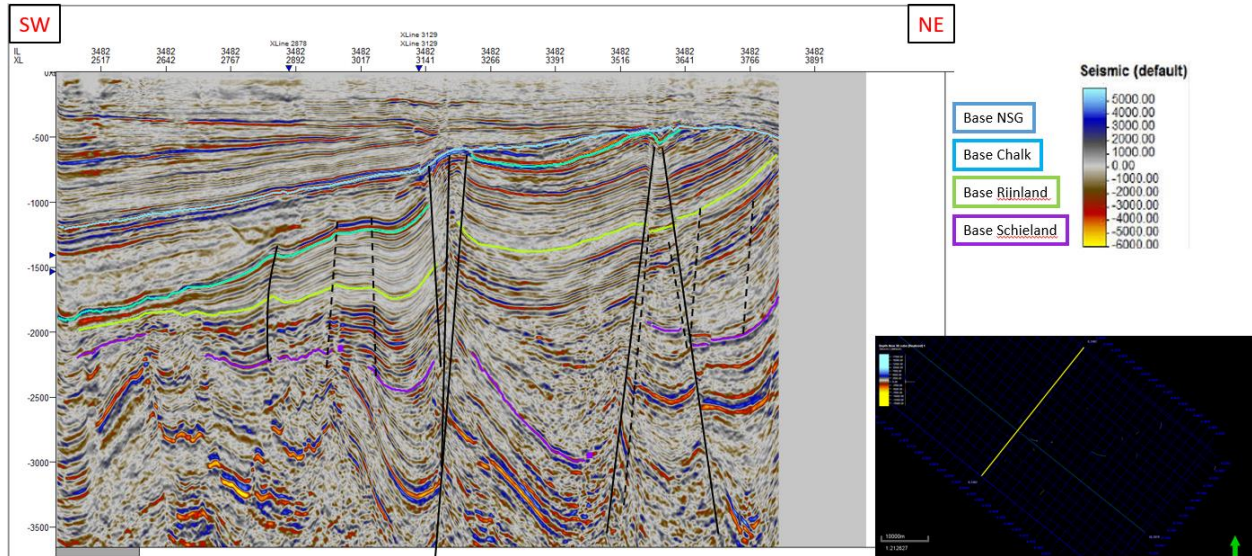 SW
NE
XLine 3129
XLine 2878 XLine 3129
IL 3482 3482 3482 3482 3482 3482 3482 3482 3482 3482 3482 3482
XL 2517 2642 2767 2892 3017 3141 3266 3391 3516 3641 3766 3891
-500
-1000
-1500
-2000
-2500
-3000
-3500
Base NSG
Base Chalk
Base Rijnland
Base Schieland
Seismic (default)
5000.00
4000.00
3000.00
2000.00
1000.00
0.00
-1000.00
-2000.00
-3000.00
-4000.00
-5000.00
-6000.00
10000m
1:212827